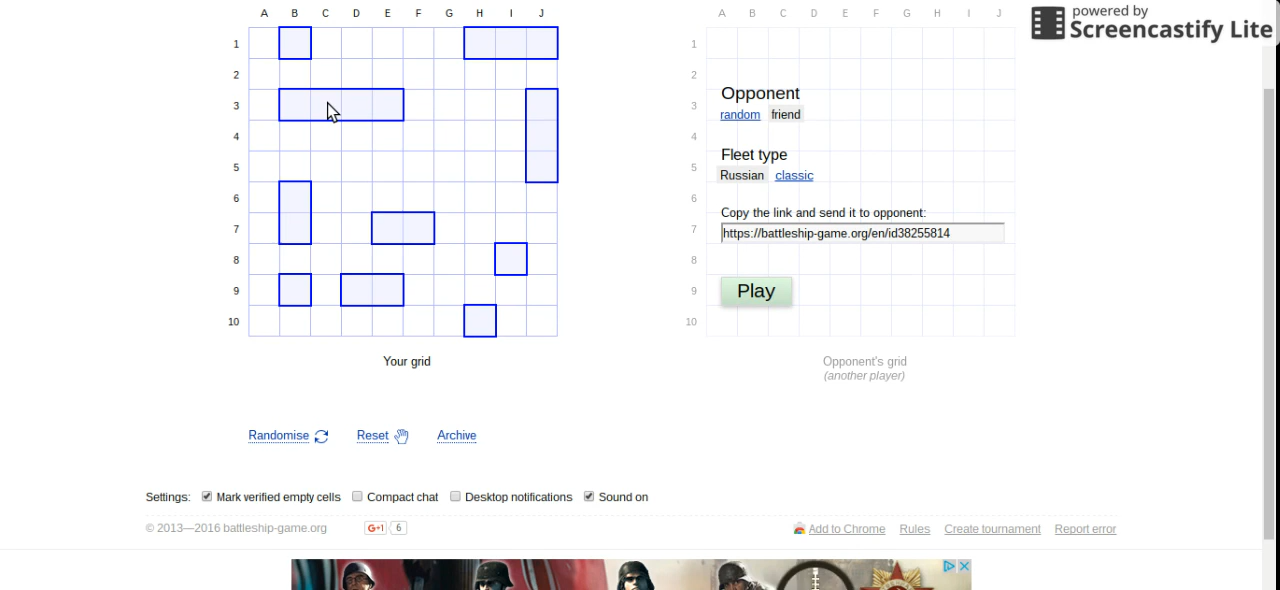 A B C D E F G H I J
A B C D E F G H I J
powered by
Screencastify Lite
1
2
3
4
5
6
7
8
9
10
1
2
3
4
5
6
7
8
9
10
Opponent
random friend
Fleet type
Russian classic
Copy the link and send it to opponent:
https://battleship-game.org/en/id38255814
Play
Your grid
Opponent's grid
(another player)
Randomise Reset Archive
Settings: Mark verified empty cells Compact chat Desktop notifications Sound on
© 2013—2016 battleship-game.org G+1 6 Add to Chrome Rules Create tournament Report error